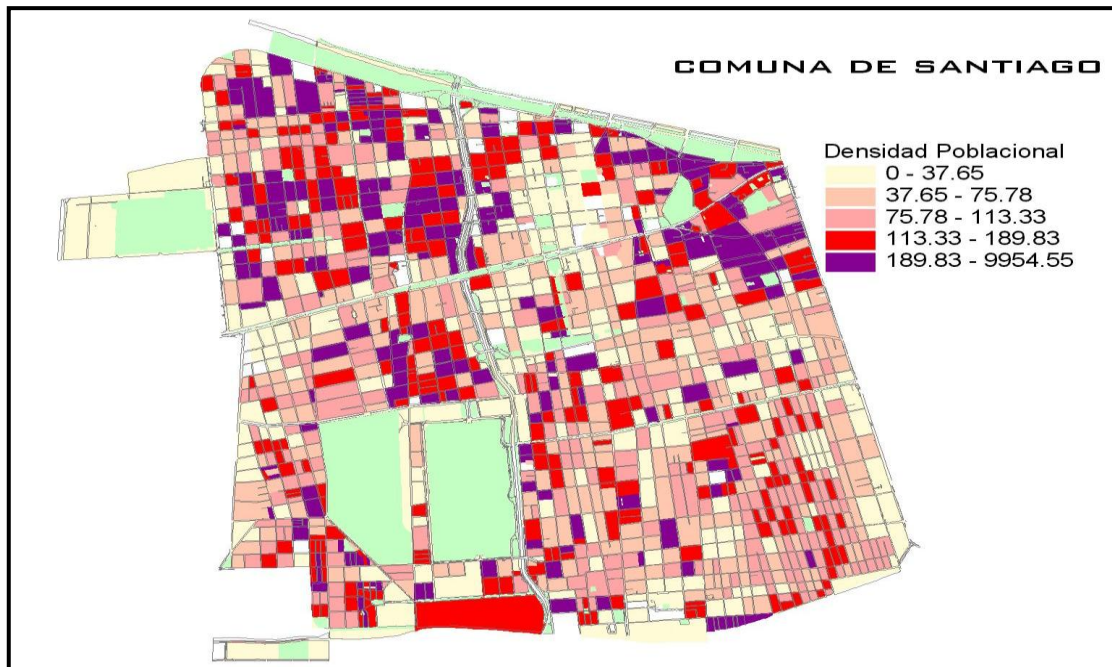 COMUNA DE SANTIAGO
Densidad Poblacional
0 - 37.65
37.65 - 75.78
75.78 - 113.33
113.33 - 189.83
189.83 - 9954.55